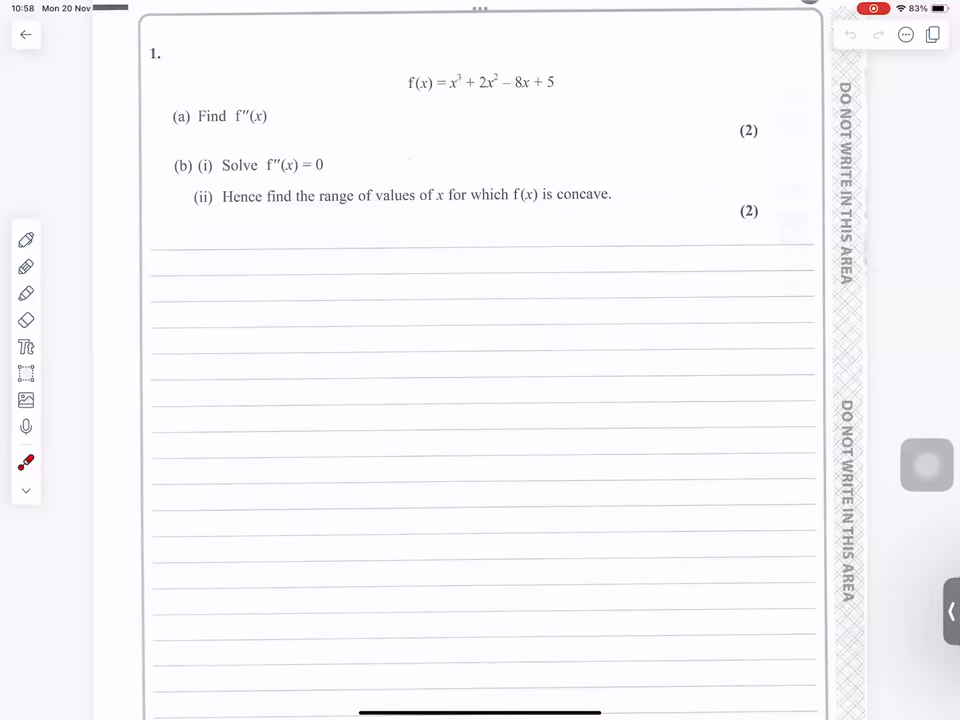 10:58 Mon 20 Nov
83%
1.
f(x) = x³ + 2x² – 8x + 5
(a) Find f″(x)
(2)
(b) (i) Solve f″(x) = 0
(ii) Hence find the range of values of x for which f(x) is concave.
(2)
Tt
DO NOT WRITE IN THIS AREA
DO NOT WRITE IN THIS AREA